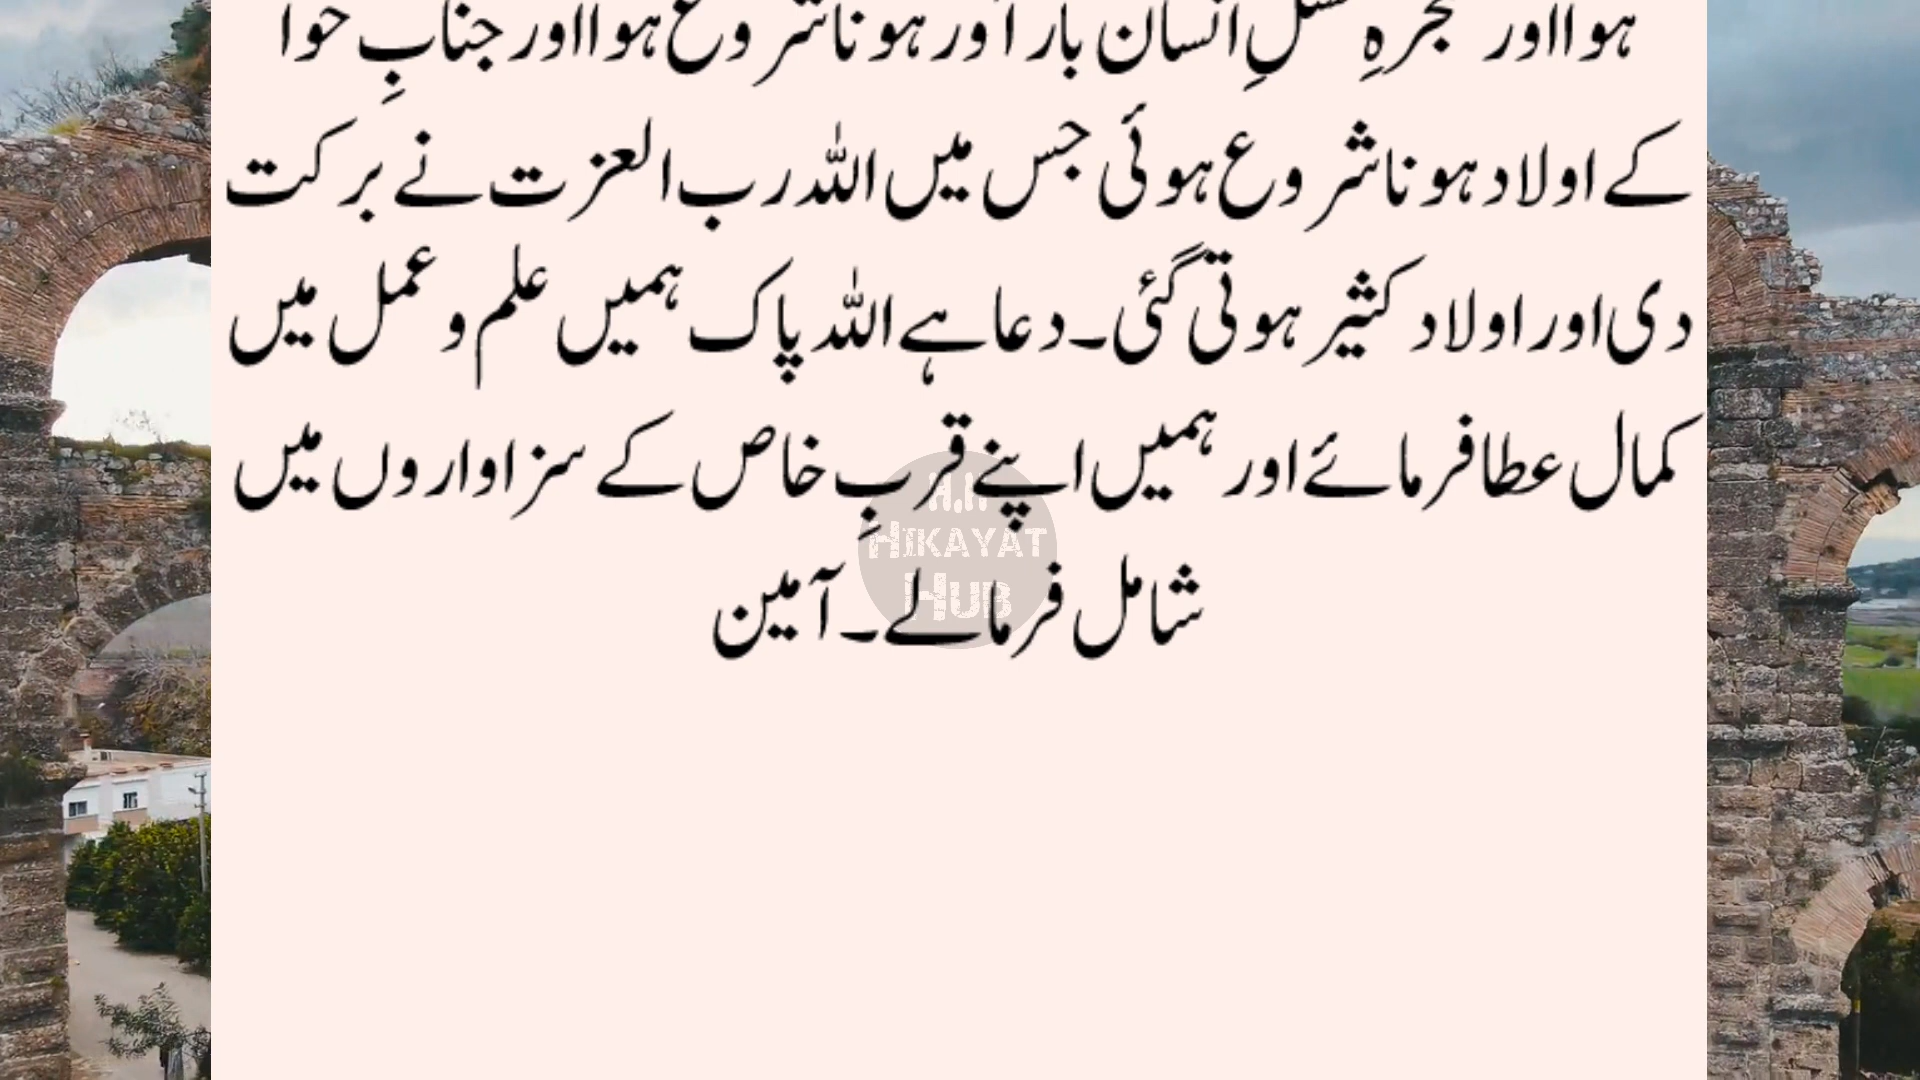 ہوا اور شجرہِ نسلِ انسان بار آور ہونا شروع ہوا اور جنابِ حوا
کے اولاد ہونا شروع ہوئی جس میں اللہ رب العزت نے برکت
دی اور اولاد کثیر ہوتی گئی۔ دعا ہے اللہ پاک ہمیں علم و عمل میں
کمال عطا فرمائے اور ہمیں اپنے قربِ خاص کے سزاواروں میں
شامل فرمالے۔ آمین
H.H
HIKAYAT
HUB